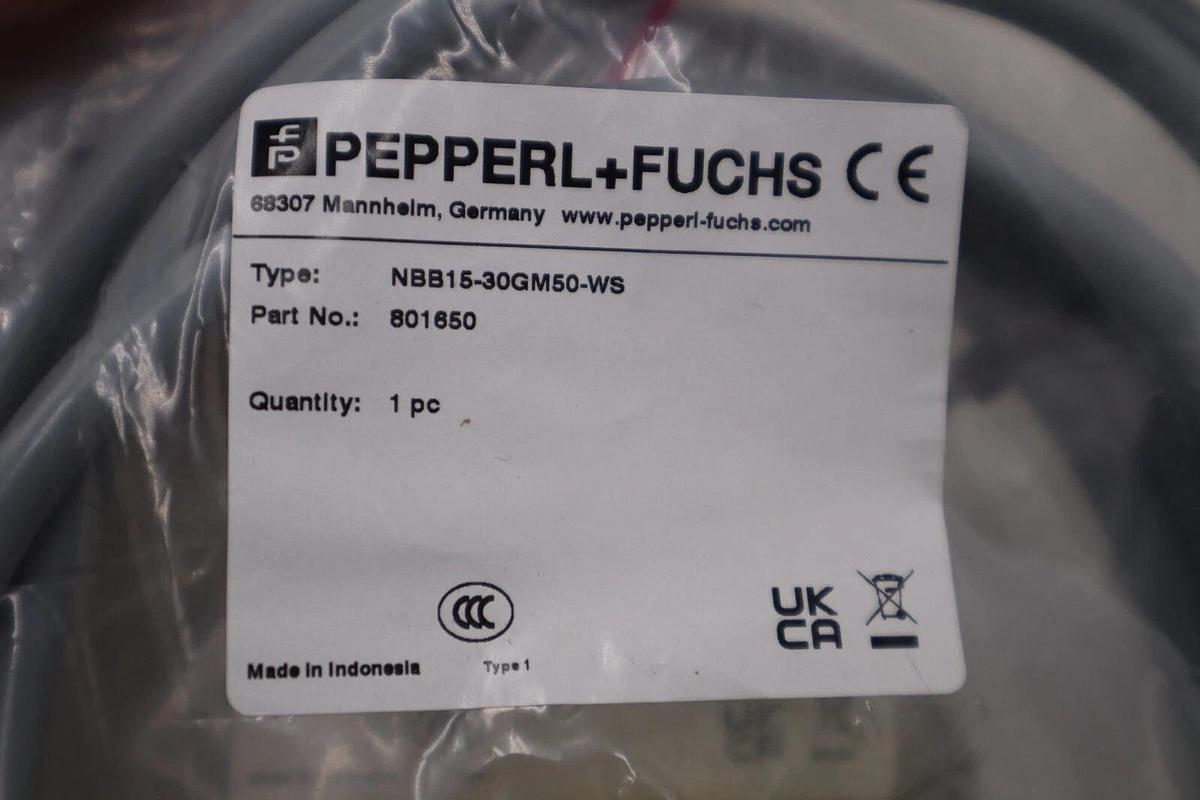 PEPPERL+FUCHS CE
68307 Mannheim, Germany www.pepperl-fuchs.com
Type: NBB15-30GM50-WS
Part No.: 801650
Quantity: 1 pc
CCC
UK
CA
Made in Indonesia Type 1